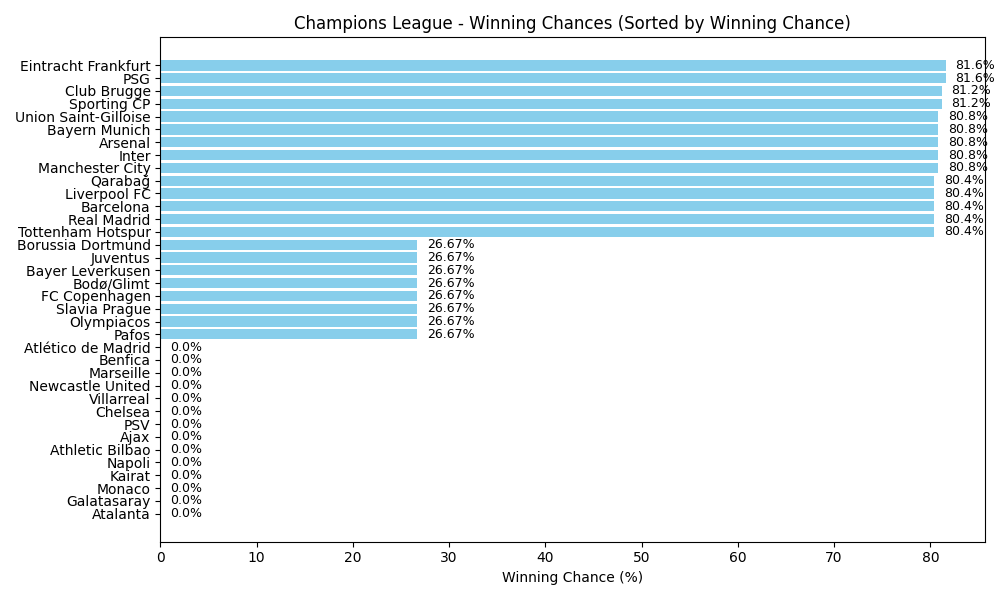 Champions League - Winning Chances (Sorted by Winning Chance)
Eintracht Frankfurt 81.6%
PSG 81.6%
Club Brugge 81.2%
Sporting CP 81.2%
Union Saint-Gilloise 80.8%
Bayern Munich 80.8%
Arsenal 80.8%
Inter 80.8%
Manchester City 80.8%
Qarabağ 80.4%
Liverpool FC 80.4%
Barcelona 80.4%
Real Madrid 80.4%
Tottenham Hotspur 80.4%
Borussia Dortmund 26.67%
Juventus 26.67%
Bayer Leverkusen 26.67%
Bodø/Glimt 26.67%
FC Copenhagen 26.67%
Slavia Prague 26.67%
Olympiacos 26.67%
Pafos 26.67%
Atlético de Madrid 0.0%
Benfica 0.0%
Marseille 0.0%
Newcastle United 0.0%
Villarreal 0.0%
Chelsea 0.0%
PSV 0.0%
Ajax 0.0%
Athletic Bilbao 0.0%
Napoli 0.0%
Kairat 0.0%
Monaco 0.0%
Galatasaray 0.0%
Atalanta 0.0%
0 10 20 30 40 50 60 70 80
Winning Chance (%)